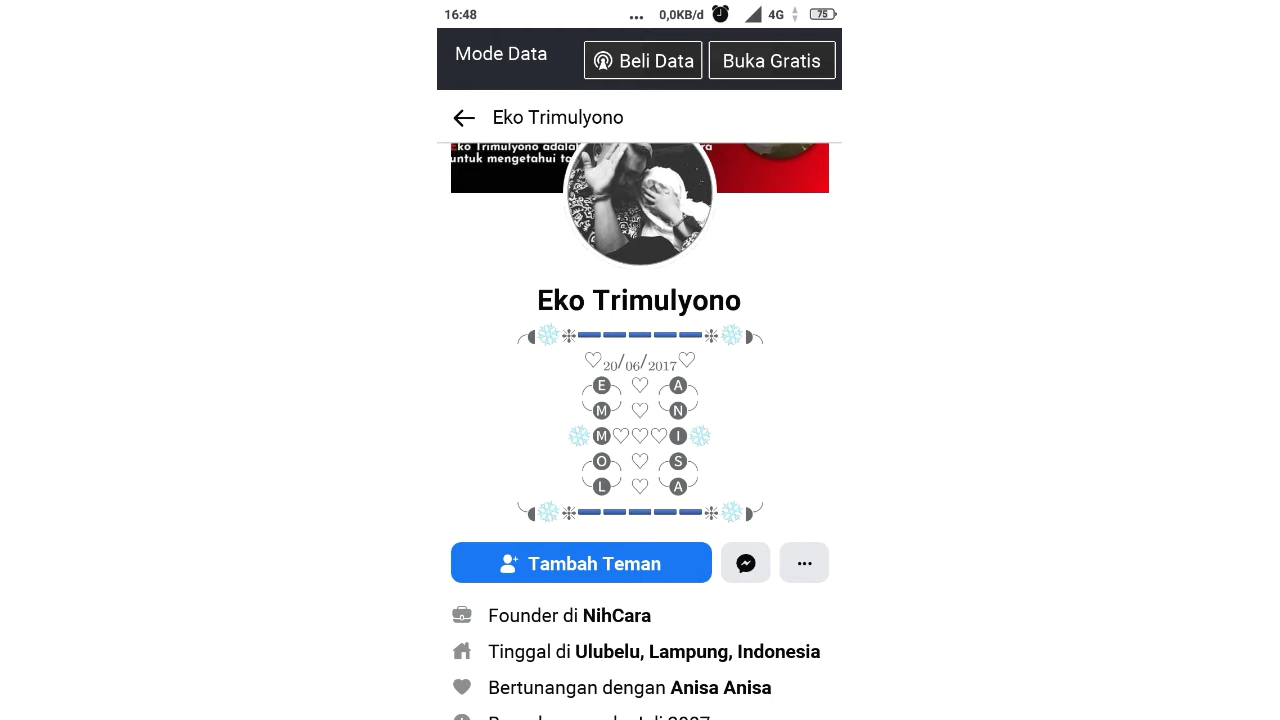 16:48 ... 0,0KB/d 4G 75
Mode Data Beli Data Buka Gratis
Eko Trimulyono
Eko Trimulyono adalah
untuk mengetahui
Eko Trimulyono
♡₂₀/₀₆/₂₀₁₇♡
🅔 ♡ 🅐
🅜 ♡ 🅝
🅜♡♡♡🅘
🅞 ♡ 🅢
🅛 ♡ 🅐
Tambah Teman
Founder di NihCara
Tinggal di Ulubelu, Lampung, Indonesia
Bertunangan dengan Anisa Anisa